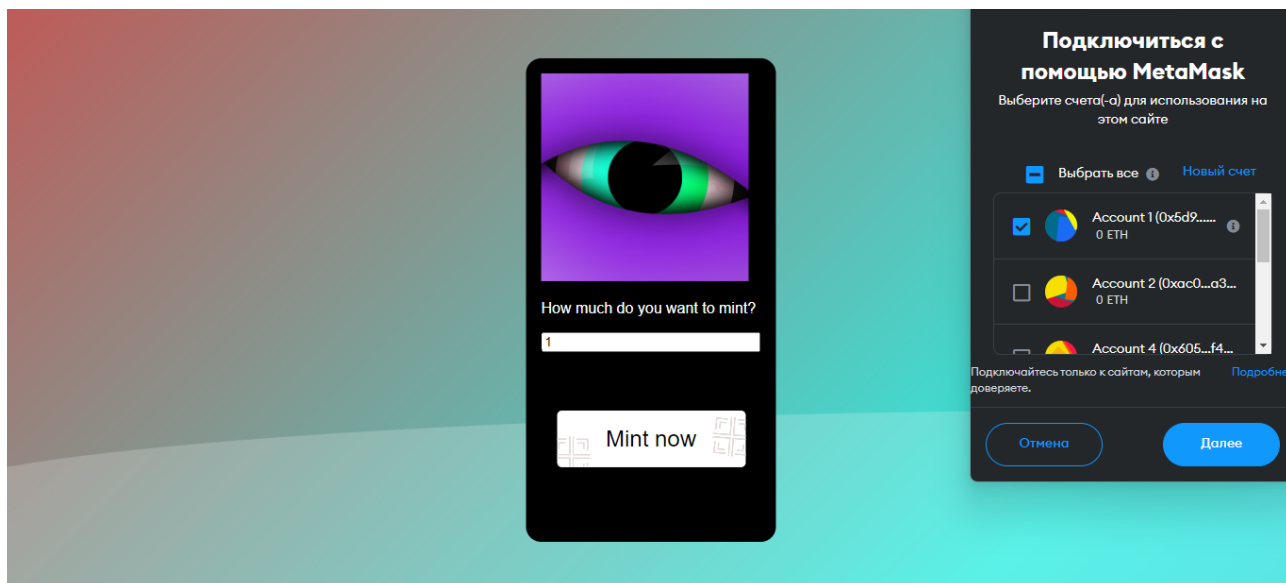 How much do you want to mint?
1
Mint now
Подключиться с
помощью MetaMask
Выберите счета(-а) для использования на
этом сайте
Выбрать все
Новый счет
Account 1 (0x5d9......
0 ETH
Account 2 (0xac0...a3...
0 ETH
Account 4 (0x605...f4...
Подключайтесь только к сайтам, которым
доверяете.
Подробне
Отмена
Далее